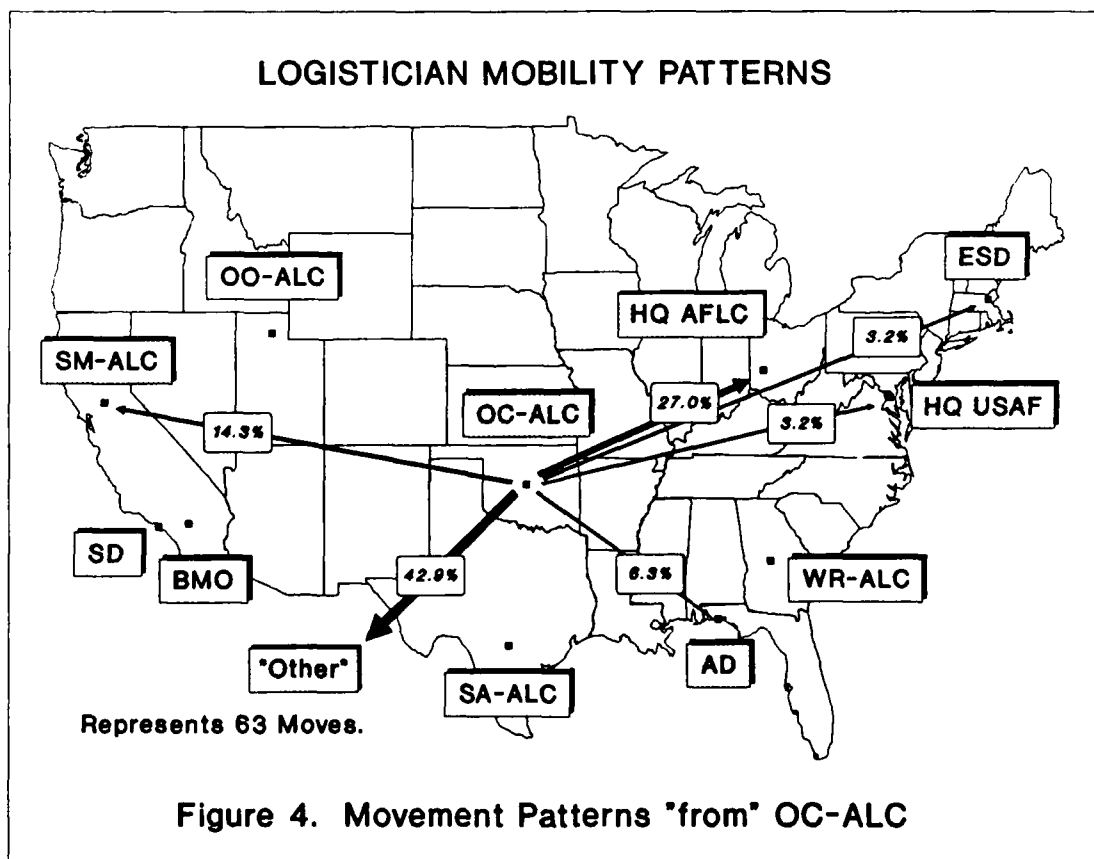 LOGISTICIAN MOBILITY PATTERNS
ESD
OO-ALC
HQ AFLC
3.2%
SM-ALC
OC-ALC
27.0%
HQ USAF
14.3%
3.2%
SD
BMO
42.9%
6.3%
WR-ALC
"Other"
SA-ALC
AD
Represents 63 Moves.
Figure 4. Movement Patterns "from" OC-ALC